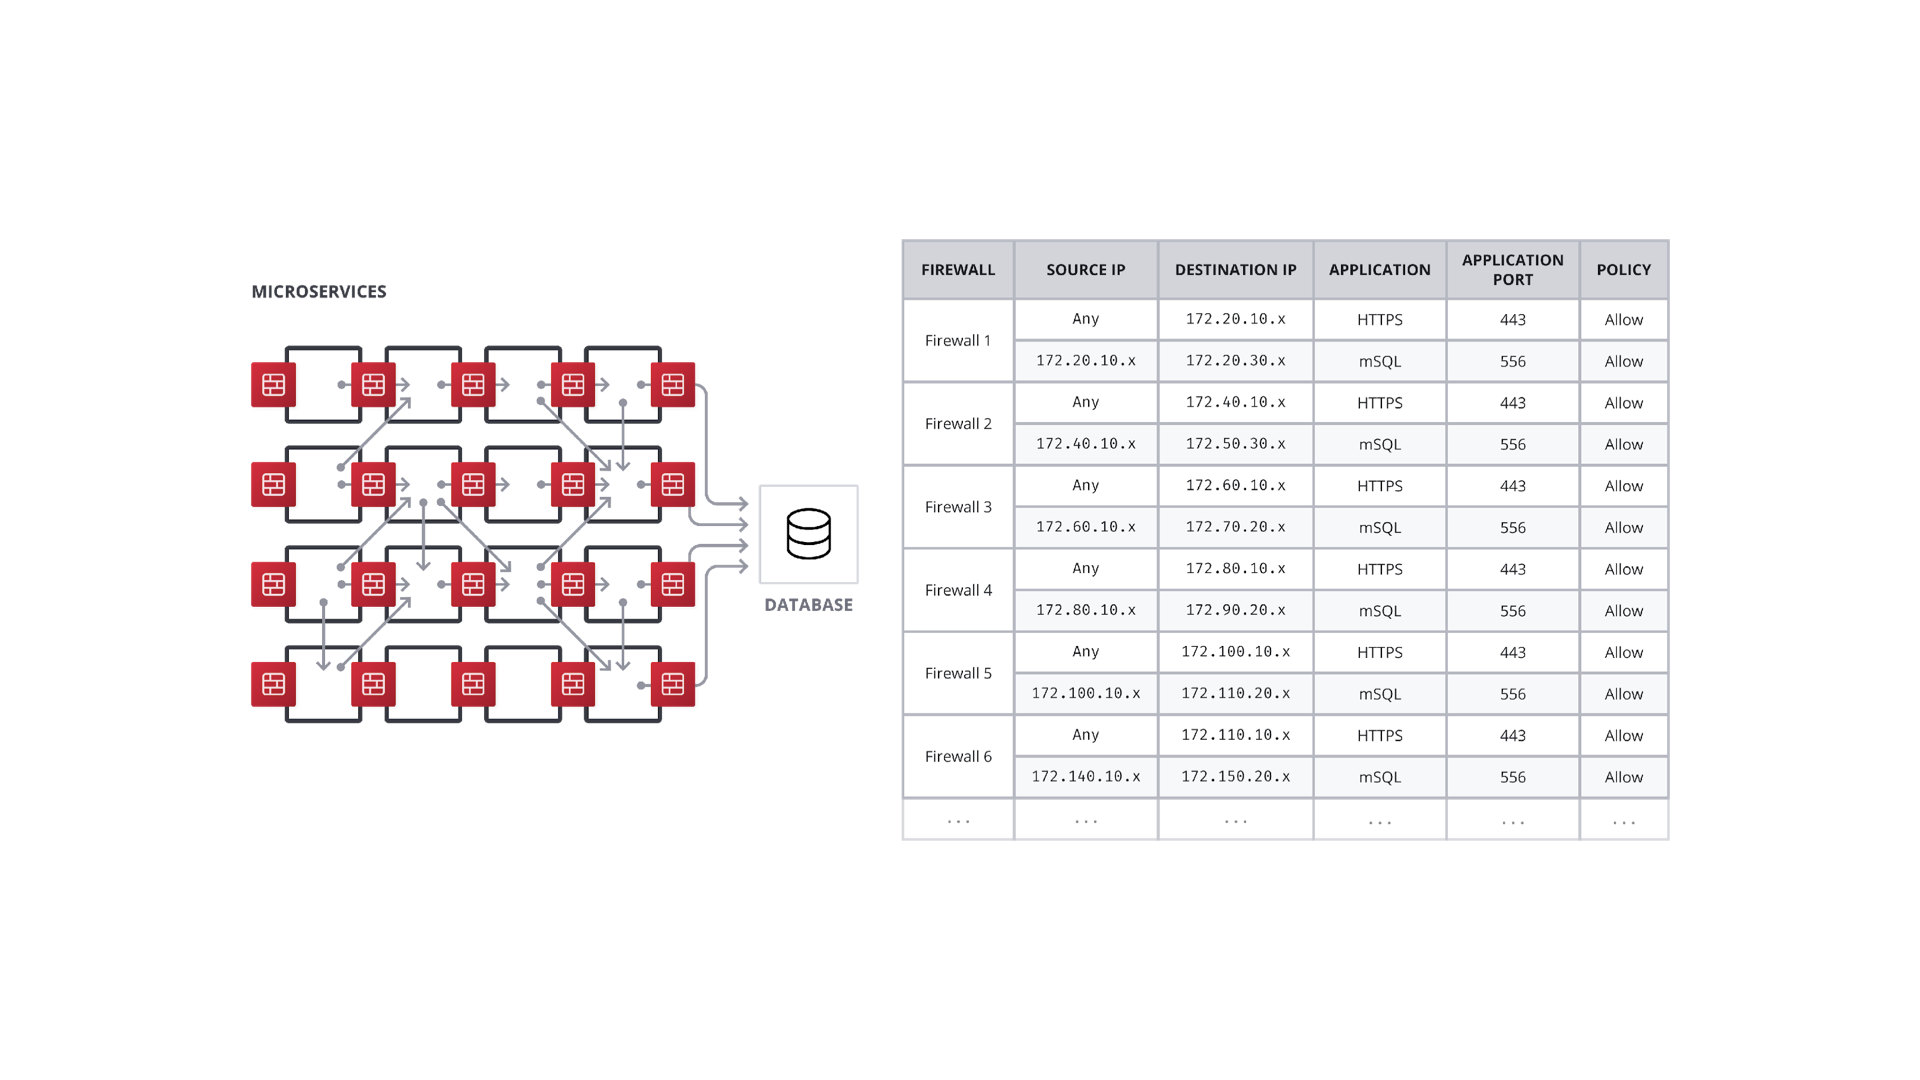 MICROSERVICES
DATABASE
FIREWALL SOURCE IP DESTINATION IP APPLICATION APPLICATION PORT POLICY
Firewall 1 Any 172.20.10.x HTTPS 443 Allow
172.20.10.x 172.20.30.x mSQL 556 Allow
Firewall 2 Any 172.40.10.x HTTPS 443 Allow
172.40.10.x 172.50.30.x mSQL 556 Allow
Firewall 3 Any 172.60.10.x HTTPS 443 Allow
172.60.10.x 172.70.20.x mSQL 556 Allow
Firewall 4 Any 172.80.10.x HTTPS 443 Allow
172.80.10.x 172.90.20.x mSQL 556 Allow
Firewall 5 Any 172.100.10.x HTTPS 443 Allow
172.100.10.x 172.110.20.x mSQL 556 Allow
Firewall 6 Any 172.110.10.x HTTPS 443 Allow
172.140.10.x 172.150.20.x mSQL 556 Allow
... ... ... ... ... ...